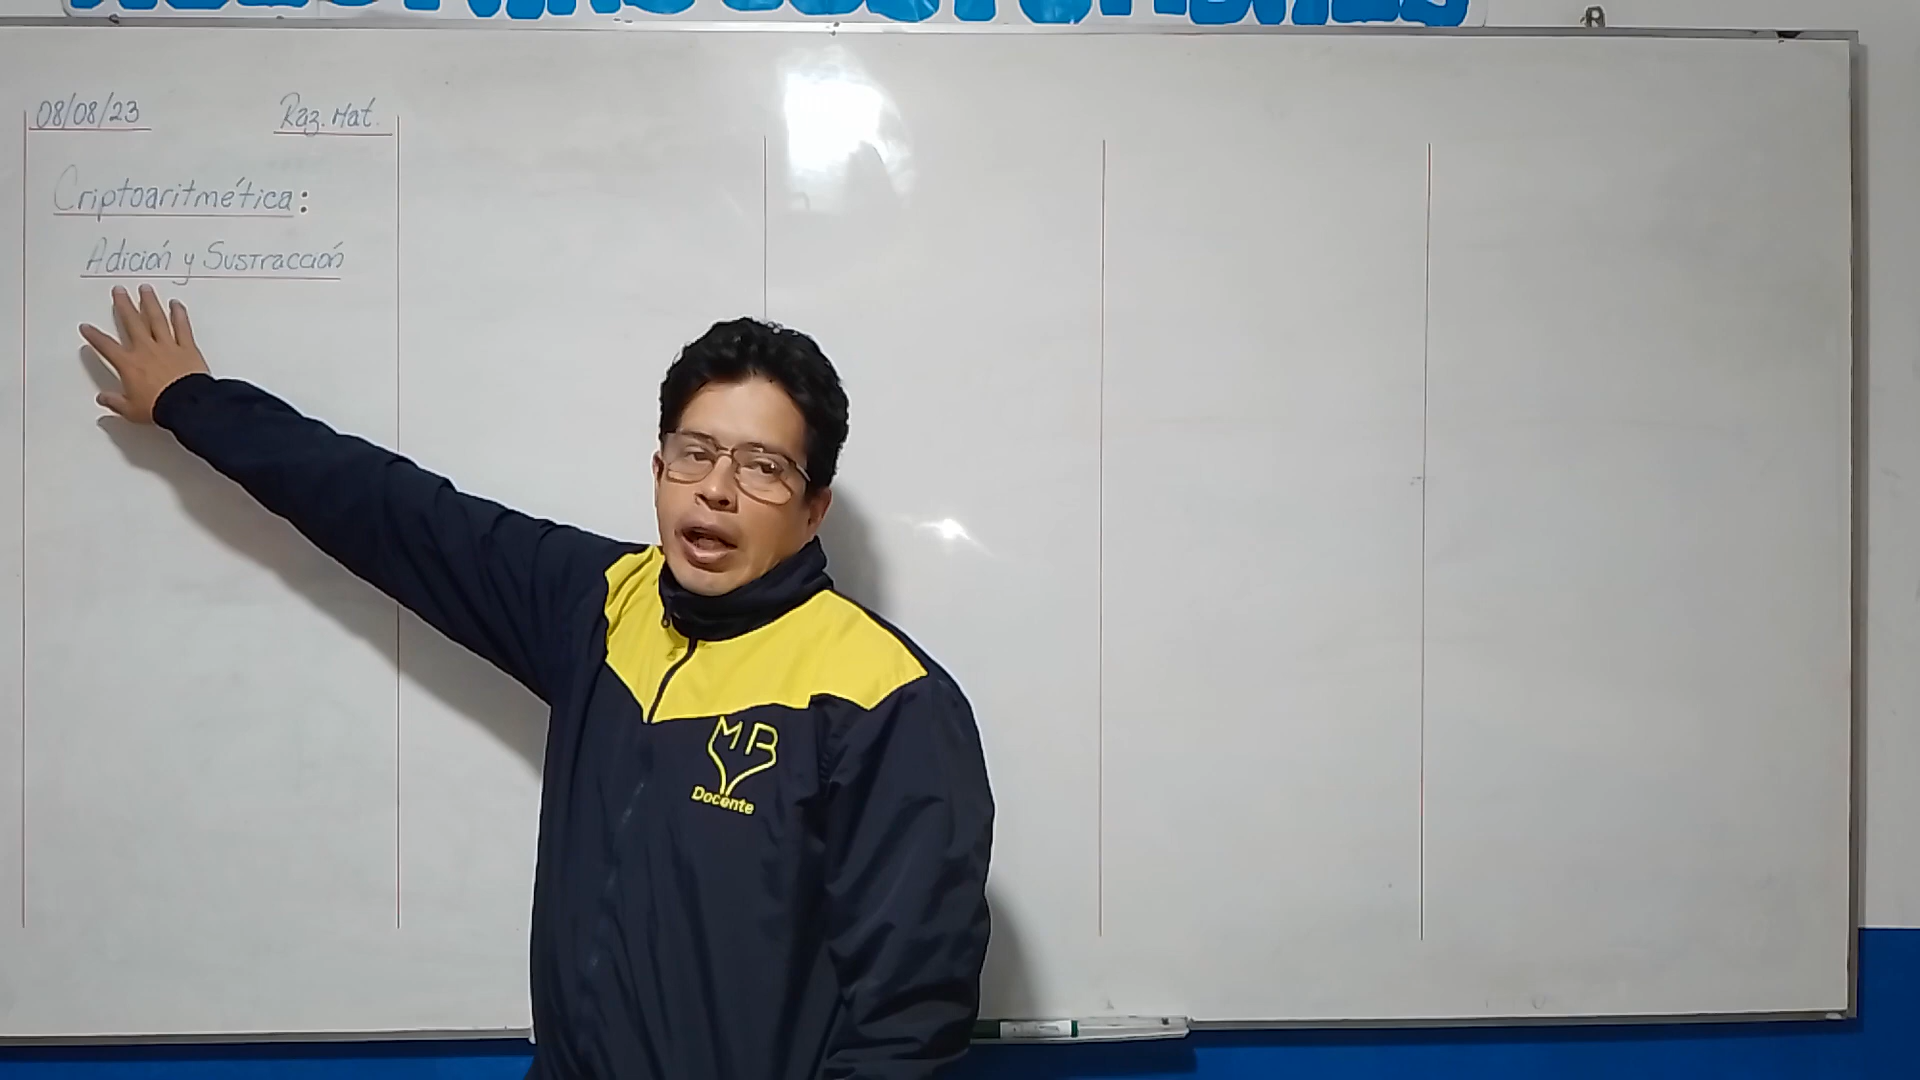 08/08/23 Raz. Mat.
Criptoaritmética:
Adición y Sustracción
MB
Docente